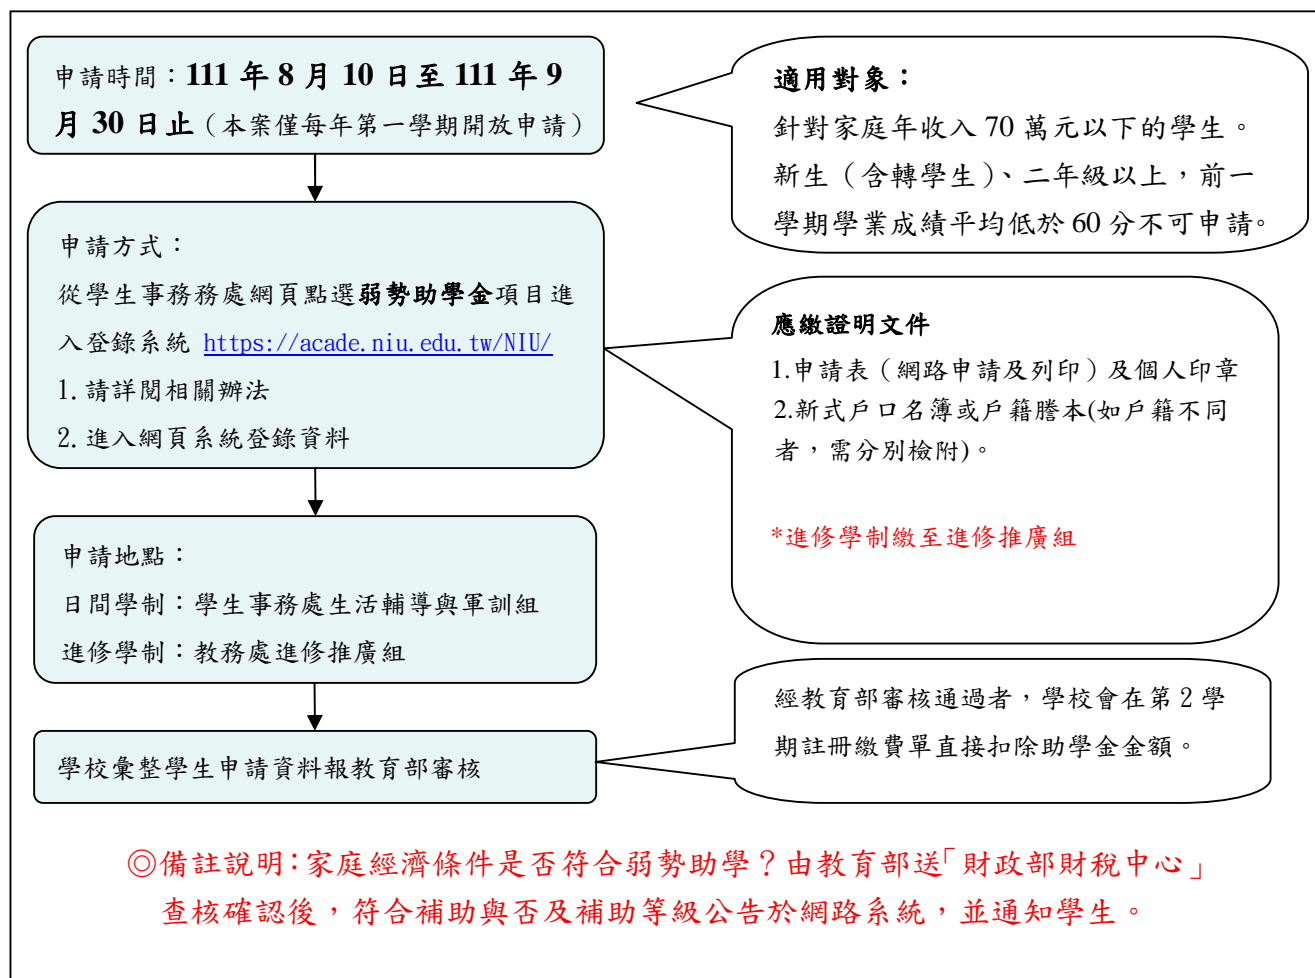 申請時間：111 年 8 月 10 日至 111 年 9
月 30 日止（本案僅每年第一學期開放申請）
適用對象：
針對家庭年收入 70 萬元以下的學生。
新生（含轉學生）、二年級以上，前一
學期學業成績平均低於 60 分不可申請。
申請方式：
從學生事務務處網頁點選弱勢助學金項目進
入登錄系統 https://acade.niu.edu.tw/NIU/
1. 請詳閱相關辦法
2. 進入網頁系統登錄資料
應繳證明文件
1.申請表（網路申請及列印）及個人印章
2.新式戶口名簿或戶籍謄本(如戶籍不同
者，需分別檢附)。
*進修學制繳至進修推廣組
申請地點：
日間學制：學生事務處生活輔導與軍訓組
進修學制：教務處進修推廣組
經教育部審核通過者，學校會在第 2 學
期註冊繳費單直接扣除助學金金額。
學校彙整學生申請資料報教育部審核
◎備註說明：家庭經濟條件是否符合弱勢助學？由教育部送「財政部財稅中心」
查核確認後，符合補助與否及補助等級公告於網路系統，並通知學生。